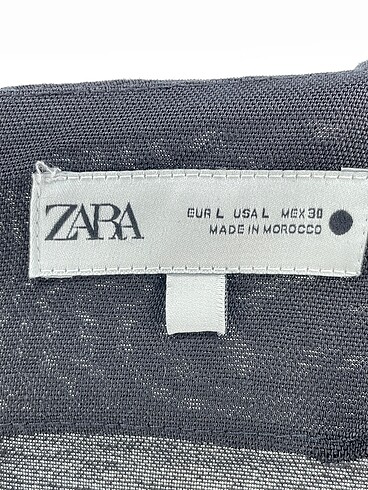 ZARA
EUR L USA L MEX 30
MADE IN MOROCCO